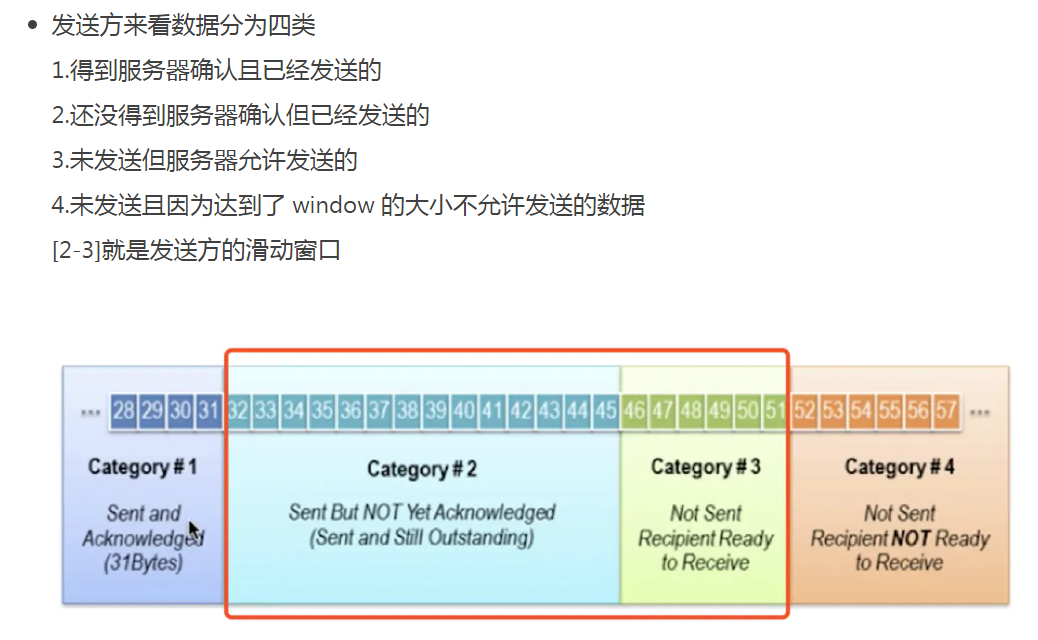 发送方来看数据分为四类
1.得到服务器确认且已经发送的
2.还没得到服务器确认但已经发送的
3.未发送但服务器允许发送的
4.未发送且因为达到了 window 的大小不允许发送的数据
[2-3]就是发送方的滑动窗口
... 28 29 30 31 32 33 34 35 36 37 38 39 40 41 42 43 44 45 46 47 48 49 50 51 52 53 54 55 56 57 ...
Category # 1
Sent and
Acknowledged
(31Bytes)
Category # 2
Sent But NOT Yet Acknowledged
(Sent and Still Outstanding)
Category # 3
Not Sent
Recipient Ready
to Receive
Category # 4
Not Sent
Recipient NOT Ready
to Receive